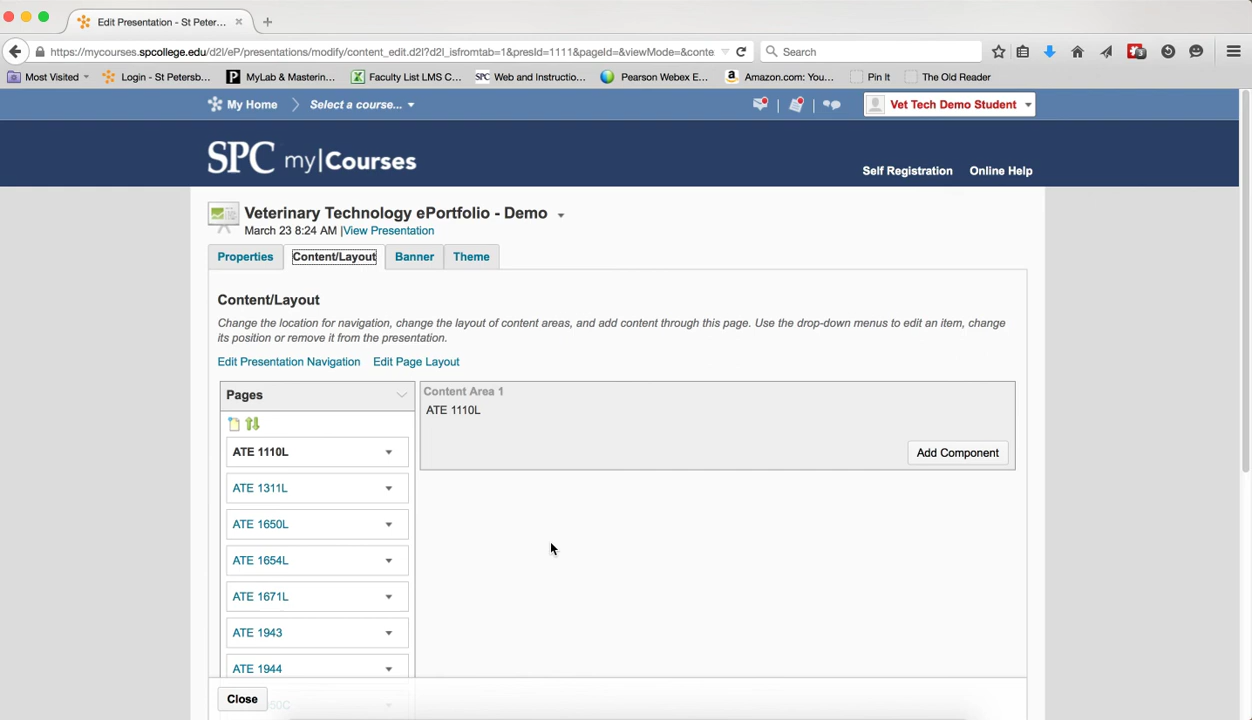 Edit Presentation - St Peter...
https://mycourses.spcollege.edu/d2l/eP/presentations/modify/content_edit.d2l?d2l_isfromtab=1&presId=1111&pageId=&viewMode=&conte
Search
3
Most Visited
Login - St Petersb...
MyLab & Masterin...
Faculty List LMS C...
SPC Web and Instructio...
Pearson Webex E...
Amazon.com: You...
Pin It
The Old Reader
My Home
Select a course...
Vet Tech Demo Student
SPC my|Courses
Self Registration
Online Help
Veterinary Technology ePortfolio - Demo
March 23 8:24 AM |View Presentation
Properties
Content/Layout
Banner
Theme
Content/Layout
Change the location for navigation, change the layout of content areas, and add content through this page. Use the drop-down menus to edit an item, change
its position or remove it from the presentation.
Edit Presentation Navigation
Edit Page Layout
Pages
Content Area 1
ATE 1110L
Add Component
ATE 1110L
ATE 1311L
ATE 1650L
ATE 1654L
ATE 1671L
ATE 1943
ATE 1944
Close